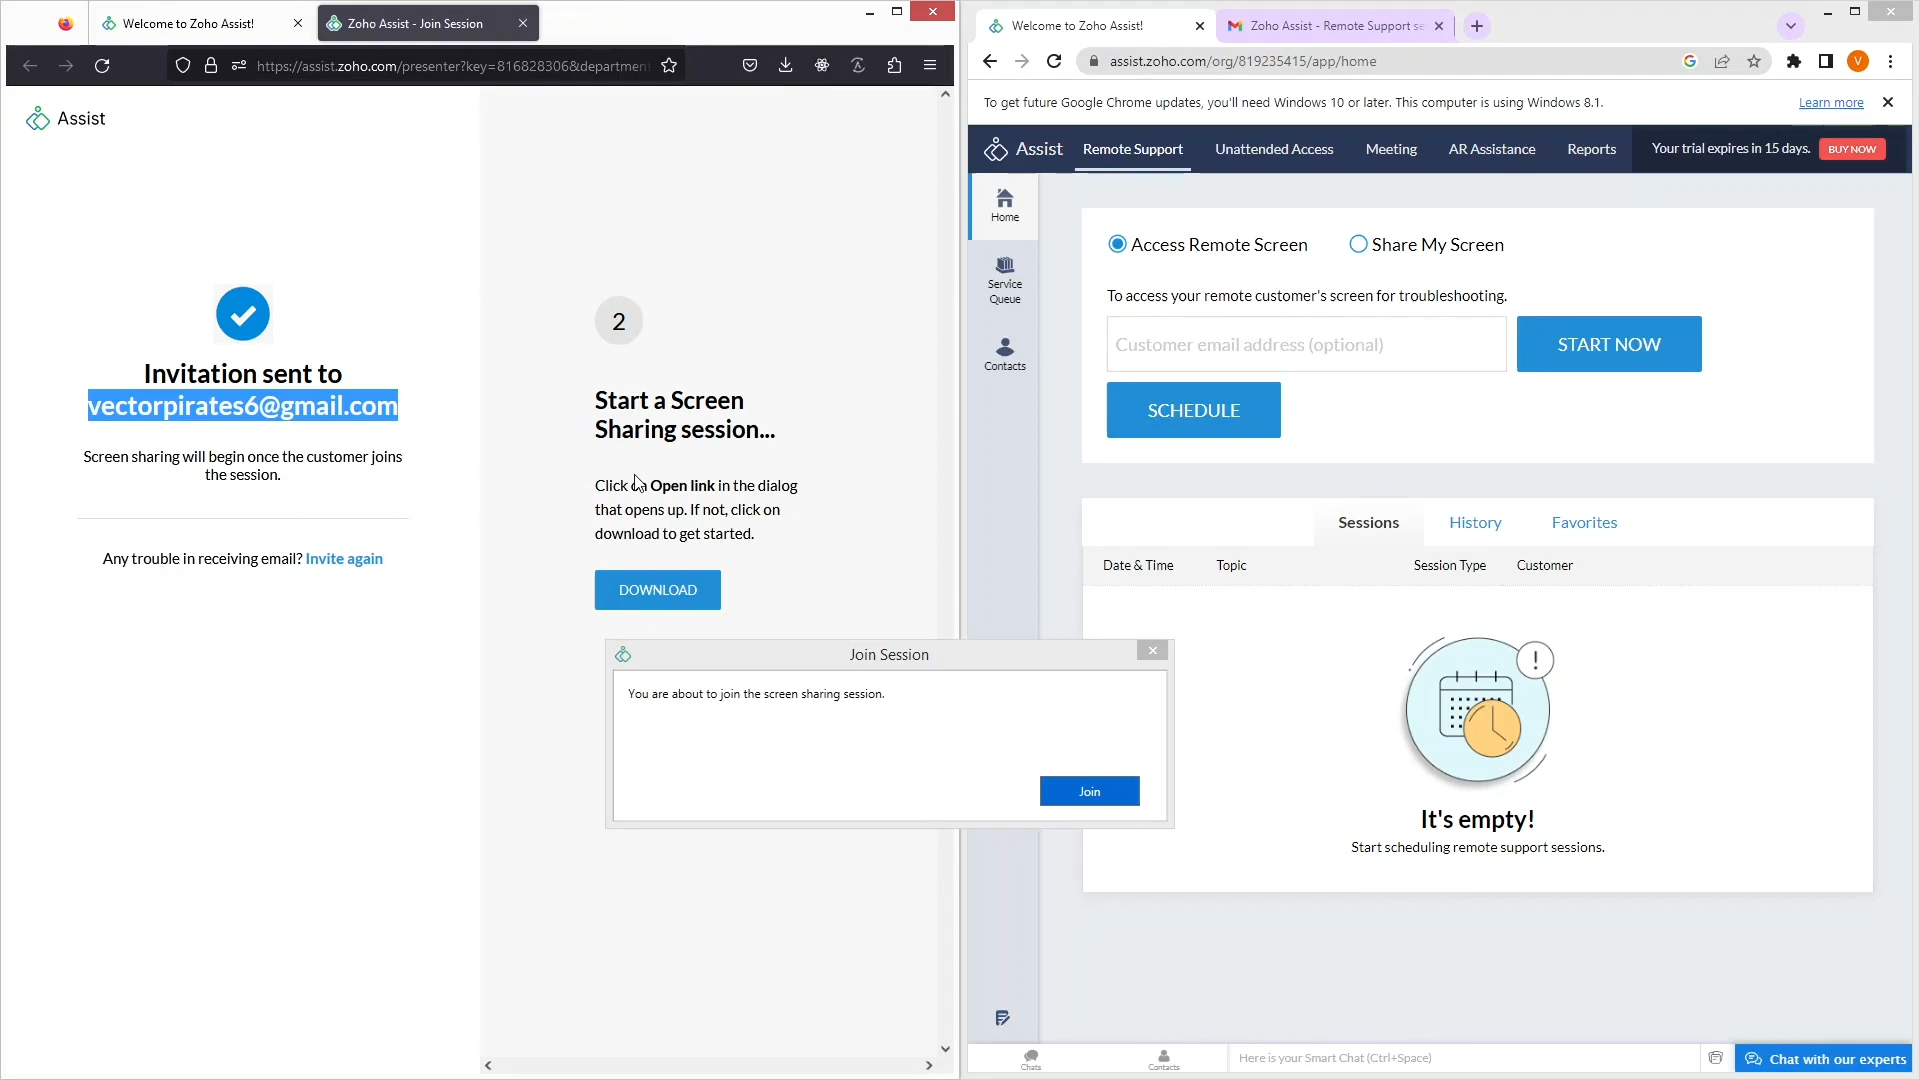 Welcome to Zoho Assist!
Zoho Assist - Join Session
https://assist.zoho.com/presenter?key=816828306&department
Assist
Invitation sent to
vectorpirates6@gmail.com
Screen sharing will begin once the customer joins
the session.
Any trouble in receiving email? Invite again
2
Start a Screen
Sharing session...
Click on Open link in the dialog
that opens up. If not, click on
download to get started.
DOWNLOAD
Join Session
You are about to join the screen sharing session.
Join
Welcome to Zoho Assist!
Zoho Assist - Remote Support se
assist.zoho.com/org/819235415/app/home
V
To get future Google Chrome updates, you'll need Windows 10 or later. This computer is using Windows 8.1.
Learn more
Assist
Remote Support
Unattended Access
Meeting
AR Assistance
Reports
Your trial expires in 15 days.
BUY NOW
Home
Service
Queue
Contacts
Access Remote Screen
Share My Screen
To access your remote customer's screen for troubleshooting.
Customer email address (optional)
START NOW
SCHEDULE
Sessions
History
Favorites
Date & Time
Topic
Session Type
Customer
It's empty!
Start scheduling remote support sessions.
Chats
Contacts
Here is your Smart Chat (Ctrl+Space)
Chat with our experts